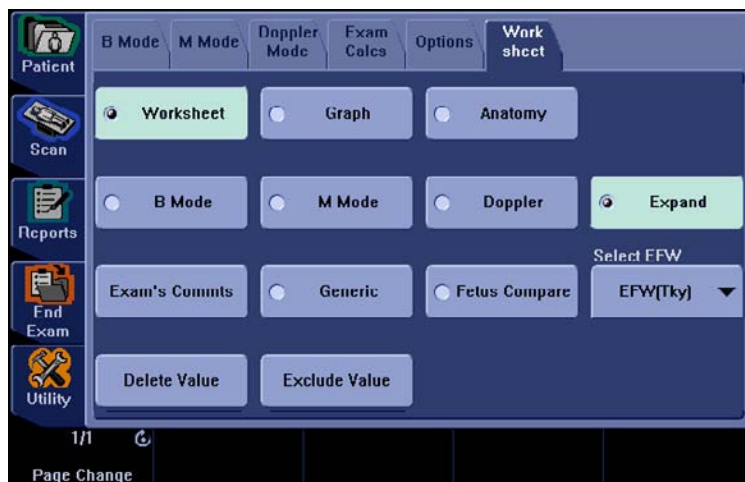 Patient
Scan
Reports
End
Exam
Utility
B Mode
M Mode
Doppler
Mode
Exam
Calcs
Options
Work
sheet
Worksheet
Graph
Anatomy
B Mode
M Mode
Doppler
Expand
Select EFW
Exam's Commts
Generic
Fetus Compare
EFW(Tky)
Delete Value
Exclude Value
1/1
Page Change